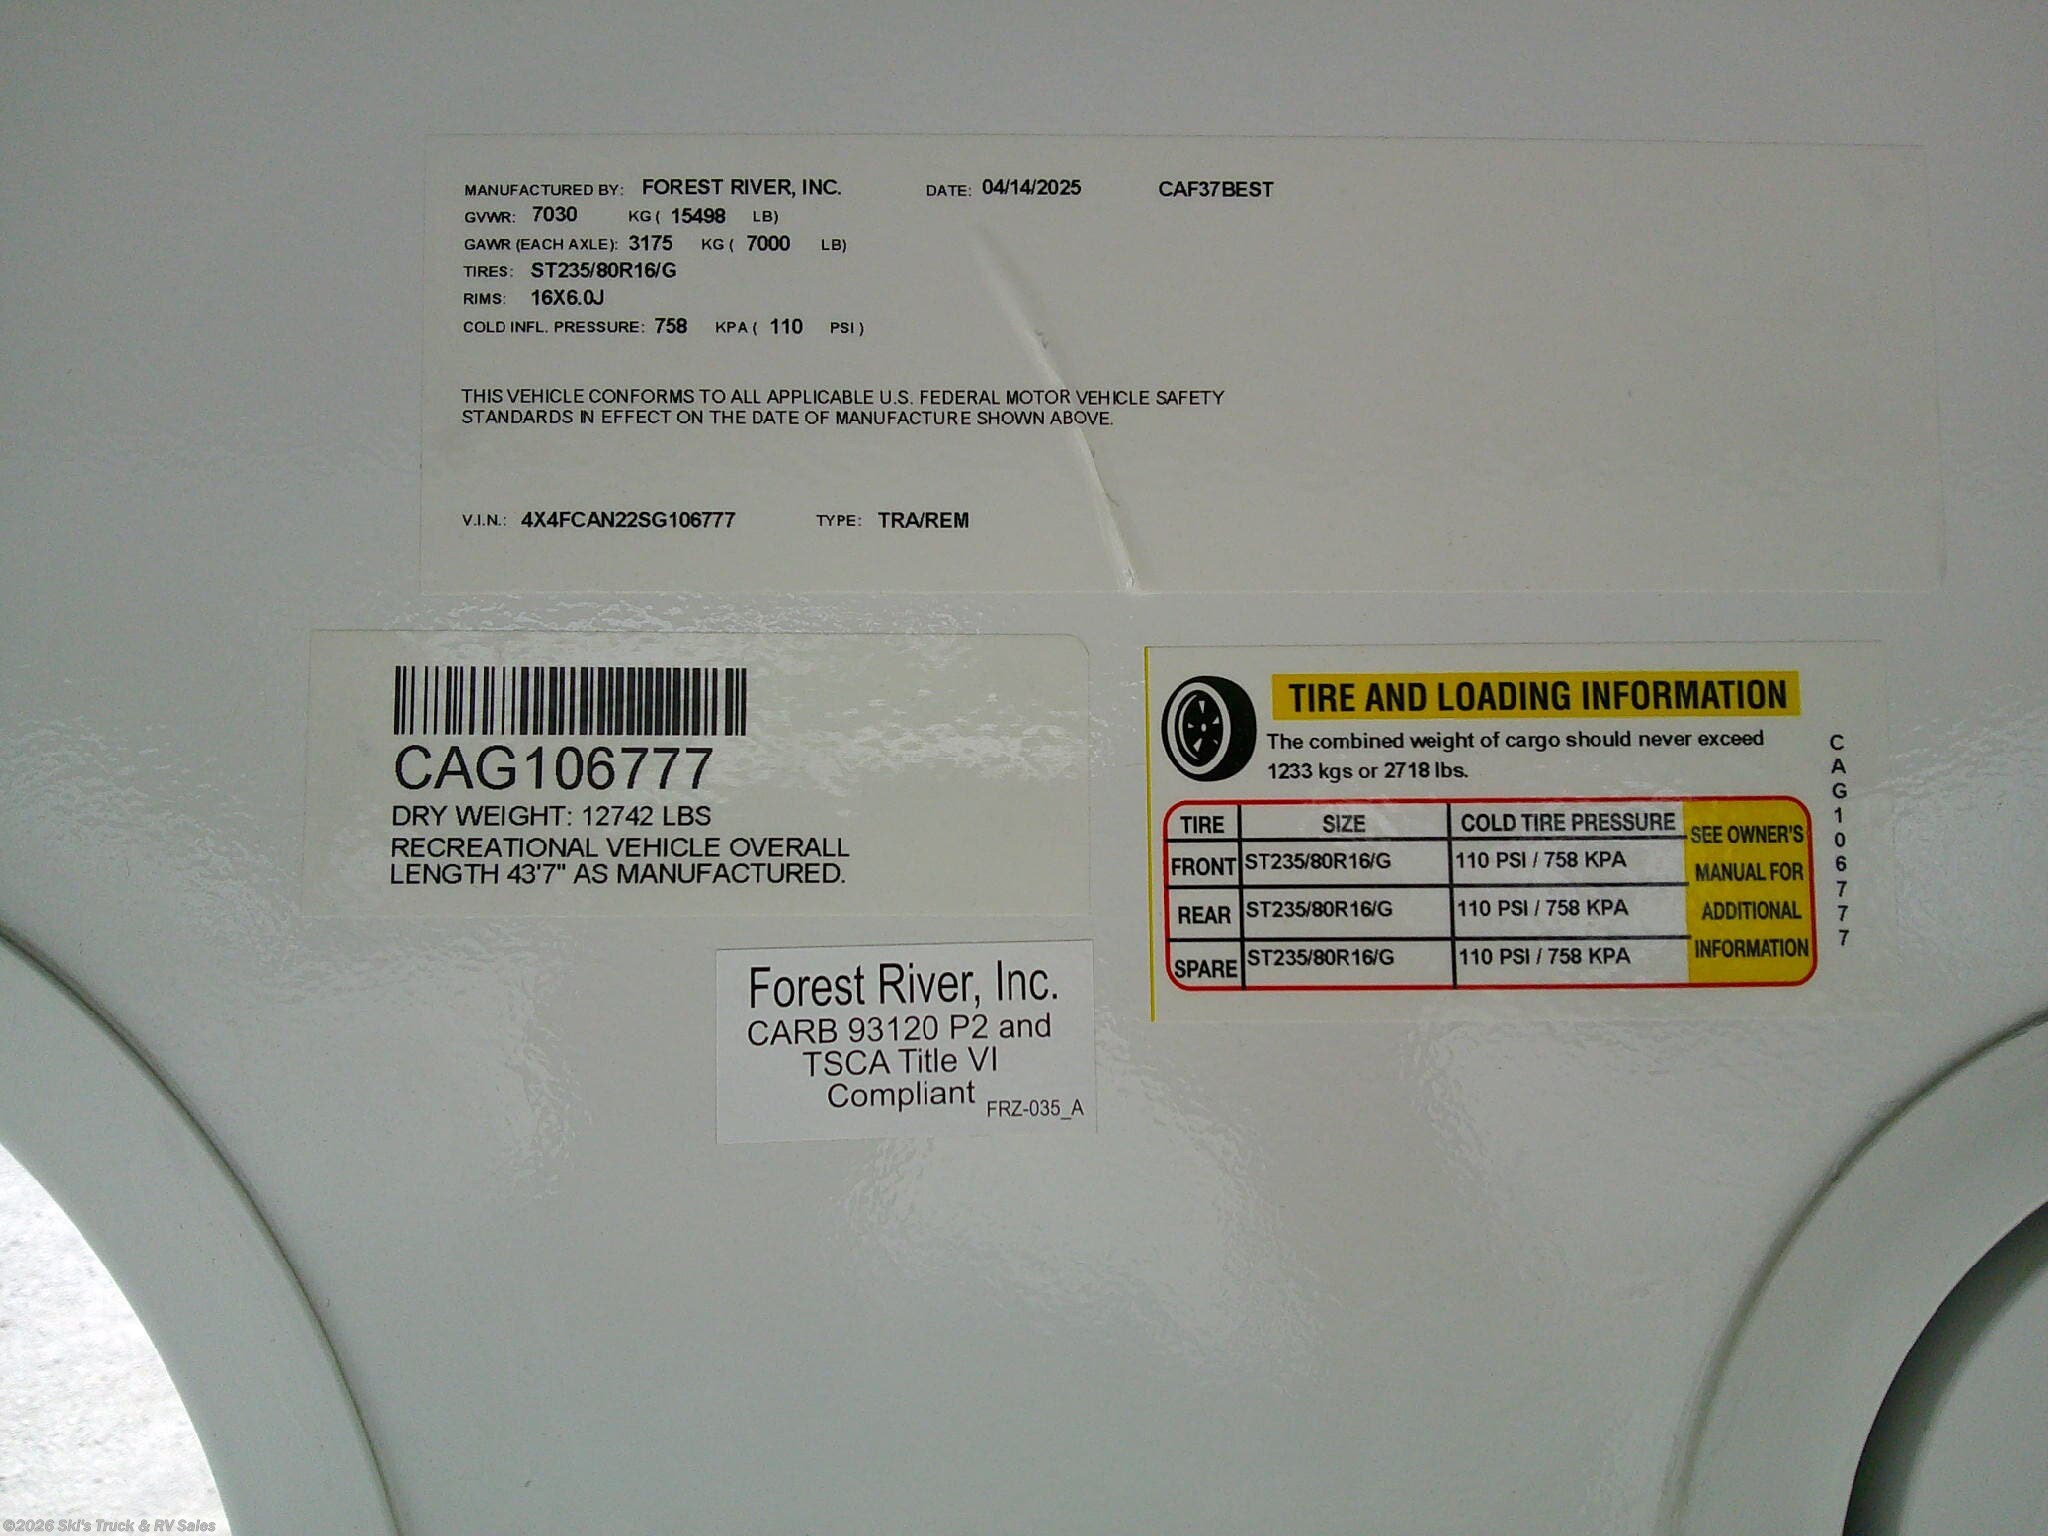 MANUFACTURED BY: FOREST RIVER, INC. DATE: 04/14/2025 CAF37BEST
GVWR: 7030 KG ( 15498 LB)
GAWR (EACH AXLE): 3175 KG ( 7000 LB)
TIRES: ST235/80R16/G
RIMS: 16X6.0J
COLD INFL. PRESSURE: 758 KPA ( 110 PSI )
THIS VEHICLE CONFORMS TO ALL APPLICABLE U.S. FEDERAL MOTOR VEHICLE SAFETY
STANDARDS IN EFFECT ON THE DATE OF MANUFACTURE SHOWN ABOVE.
V.I.N.: 4X4FCAN22SG106777 TYPE: TRA/REM
CAG106777
DRY WEIGHT: 12742 LBS
RECREATIONAL VEHICLE OVERALL
LENGTH 43'7" AS MANUFACTURED.
TIRE AND LOADING INFORMATION
The combined weight of cargo should never exceed
1233 kgs or 2718 lbs.
TIRE SIZE COLD TIRE PRESSURE
FRONT ST235/80R16/G 110 PSI / 758 KPA
REAR ST235/80R16/G 110 PSI / 758 KPA
SPARE ST235/80R16/G 110 PSI / 758 KPA
SEE OWNER'S
MANUAL FOR
ADDITIONAL
INFORMATION
CAG106777
Forest River, Inc.
CARB 93120 P2 and
TSCA Title VI
Compliant FRZ-035_A
©2026 Ski's Truck & RV Sales